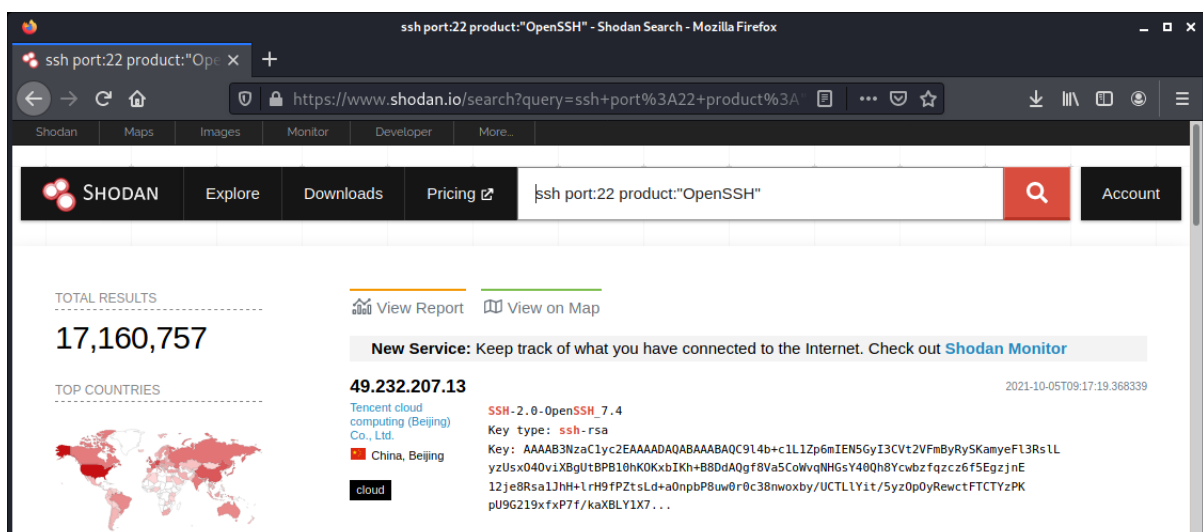 ssh port:22 product:"OpenSSH" - Shodan Search - Mozilla Firefox
ssh port:22 product:"Ope
https://www.shodan.io/search?query=ssh+port%3A22+product%3A"
Shodan Maps Images Monitor Developer More...
SHODAN Explore Downloads Pricing ssh port:22 product:"OpenSSH" Account
TOTAL RESULTS
17,160,757
TOP COUNTRIES
View Report View on Map
New Service: Keep track of what you have connected to the Internet. Check out Shodan Monitor
49.232.207.13
2021-10-05T09:17:19.368339
Tencent cloud
computing (Beijing)
Co., Ltd.
China, Beijing
cloud
SSH-2.0-OpenSSH_7.4
Key type: ssh-rsa
Key: AAAAB3NzaC1yc2EAAAADAQABAAABAQC9l4b+c1L1Zp6mIEN5GyI3CVt2VFmByRySKamyeFl3RslL
yzUsxO4OviXBgUtBPB10hKOKxbIKh+B8DdAQgf8Va5CoWvqNHGsY40Qh8Ycwbzfqzcz6f5EgzjnE
12je8Rsa1JhH+lrH9fPZtsLd+aOnpbP8uw0r0c38nwoxby/UCTLlYit/5yzOpOyRewctFTCTYzPK
pU9G219xfxP7f/kaXBLY1X7...